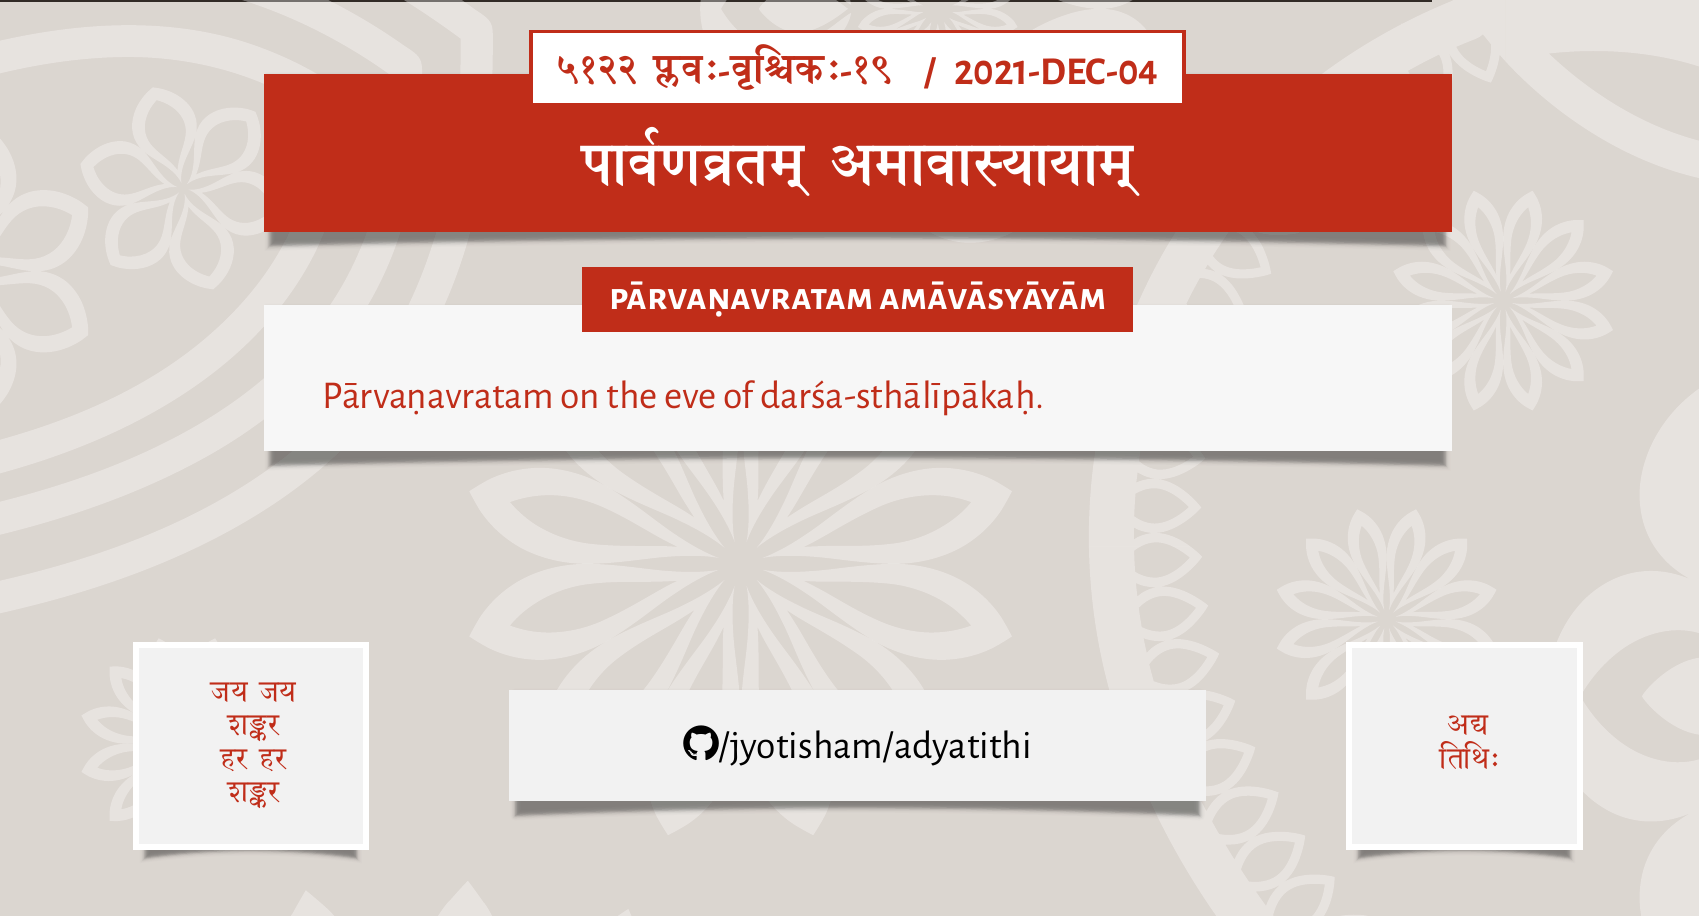 ५१२२ प्लवः-वृश्चिकः-१९ / 2021-DEC-04
पार्वणव्रतम् अमावास्यायाम्
PĀRVAṆAVRATAM AMĀVĀSYĀYĀM
Pārvaṇavratam on the eve of darśa-sthālīpākaḥ.
जय जय
शङ्कर
हर हर
शङ्कर
/jyotisham/adyatithi
अद्य
तिथिः